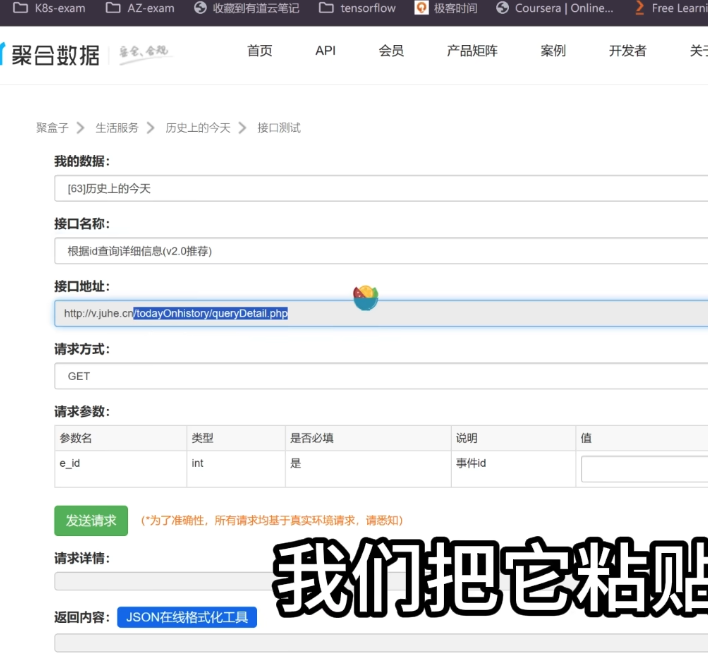 K8s-exam AZ-exam 收藏到有道云笔记 tensorflow 极客时间 Coursera | Online... Free Learni
聚合数据
首页 API 会员 产品矩阵 案例 开发者 关于
聚盒子 生活服务 历史上的今天 接口测试
我的数据：
[63]历史上的今天
接口名称：
根据id查询详细信息(v2.0推荐)
接口地址：
http://v.juhe.cn/todayOnhistory/queryDetail.php
请求方式：
GET
请求参数：
参数名 类型 是否必填 说明 值
e_id int 是 事件id
发送请求 (*为了准确性，所有请求均基于真实环境请求，请悉知)
请求详情：
我们把它粘贴
返回内容： JSON在线格式化工具